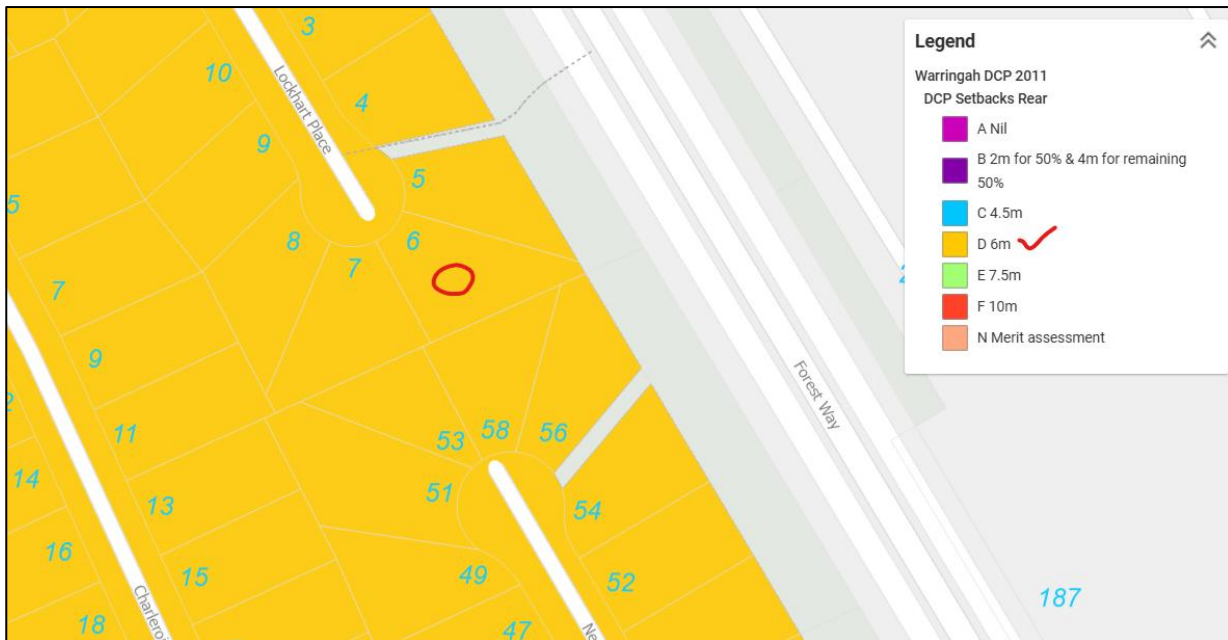 3
10
4
Lockhart Place
9
5
5
6
8
7
7
9
11
53
58
56
51
54
14
13
16
15
49
52
18
47
Forest Way
187
Legend
Warringah DCP 2011
DCP Setbacks Rear
A Nil
B 2m for 50% & 4m for remaining
50%
C 4.5m
D 6m
E 7.5m
F 10m
N Merit assessment